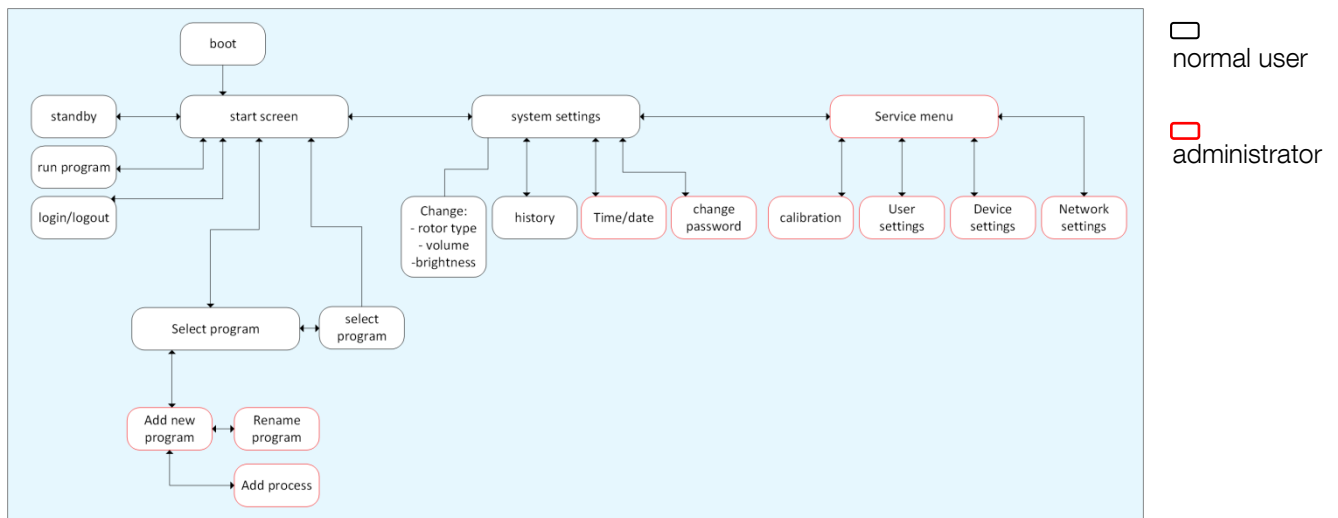 boot
normal user
standby
start screen
system settings
Service menu
administrator
run program
login/logout
Change:
- rotor type
- volume
-brightness
history
Time/date
change
password
calibration
User
settings
Device
settings
Network
settings
Select program
select
program
Add new
program
Rename
program
Add process